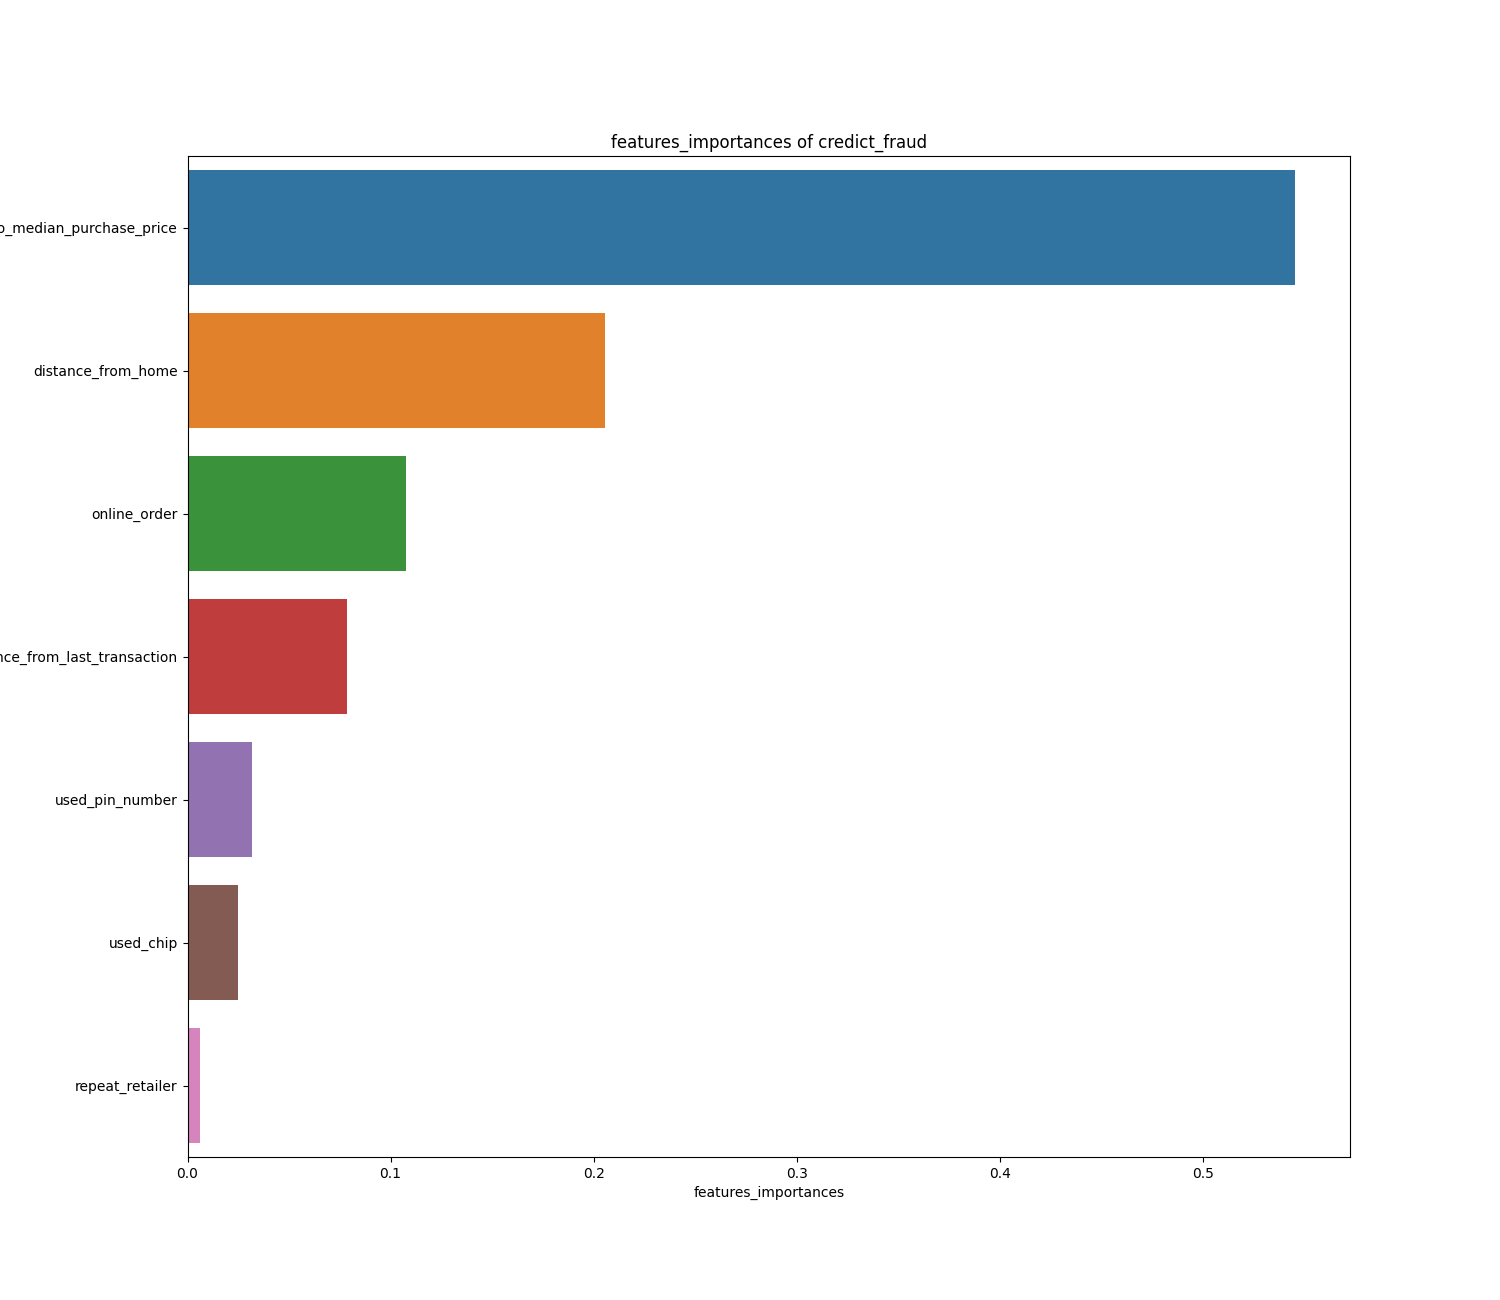 features_importances of credict_fraud
o_median_purchase_price
distance_from_home
online_order
nce_from_last_transaction
used_pin_number
used_chip
repeat_retailer
0.0 0.1 0.2 0.3 0.4 0.5
features_importances